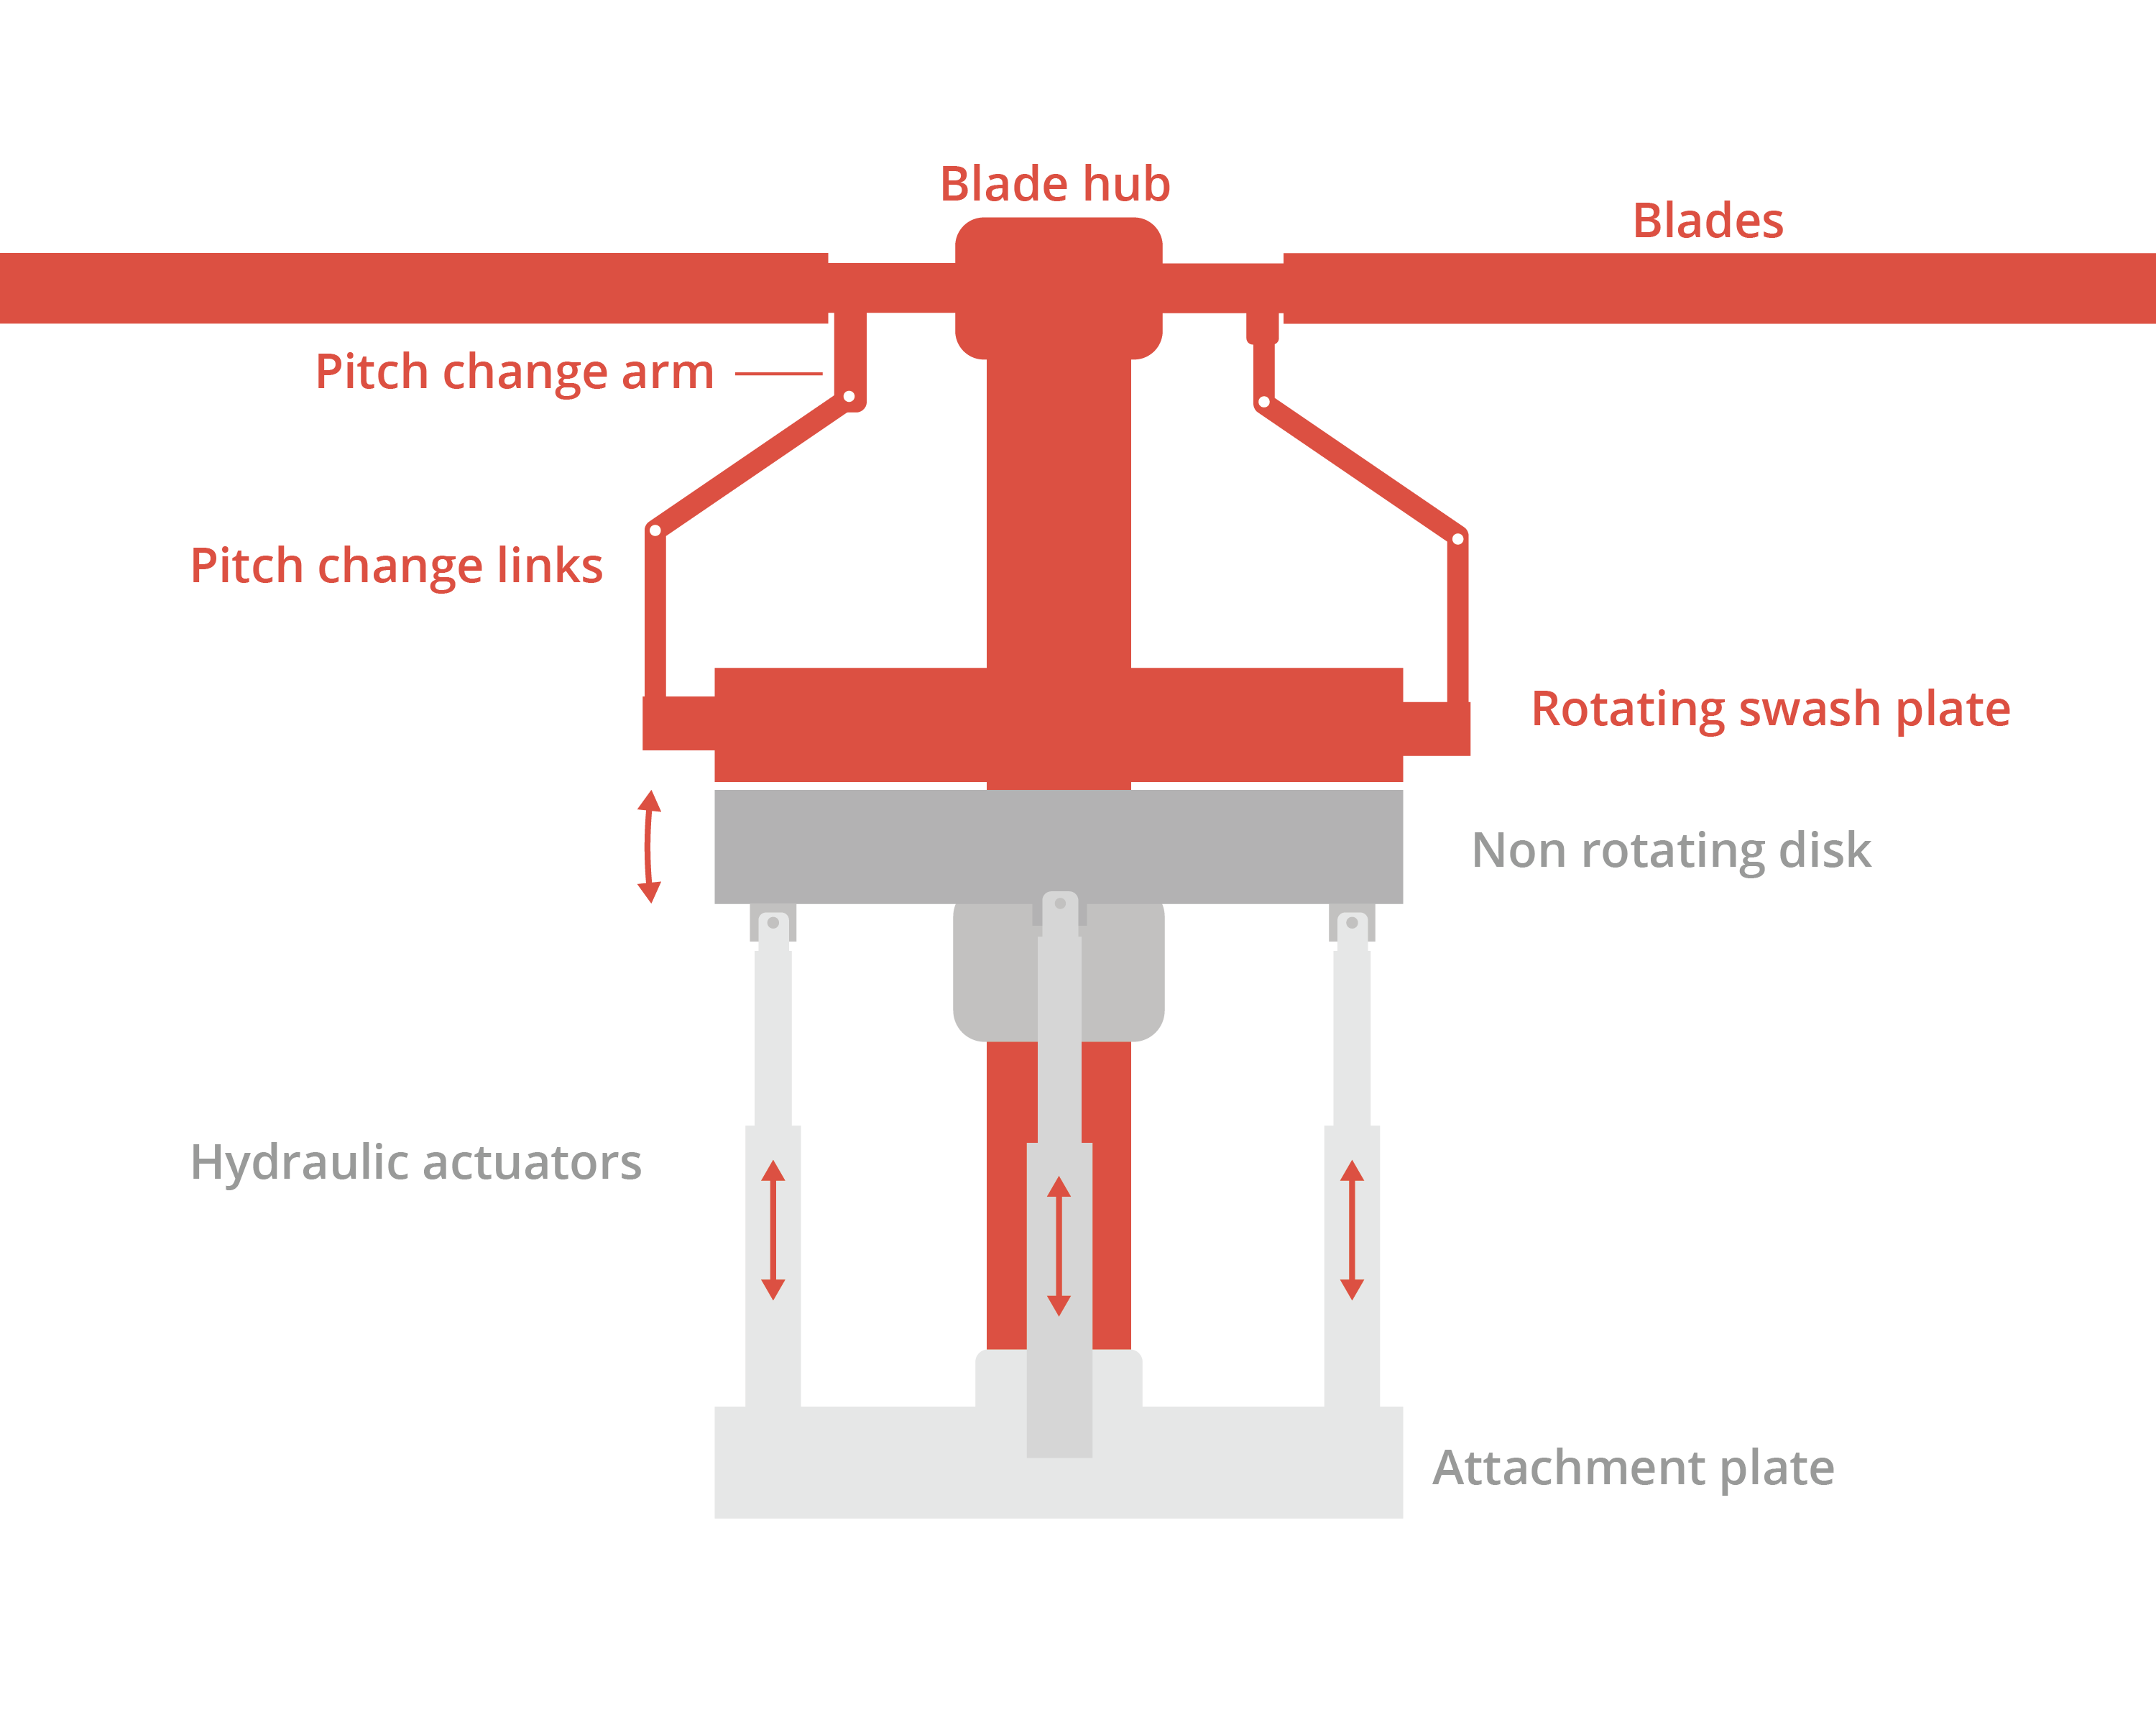 Blade hub
Blades
Pitch change arm
Pitch change links
Rotating swash plate
Non rotating disk
Hydraulic actuators
Attachment plate